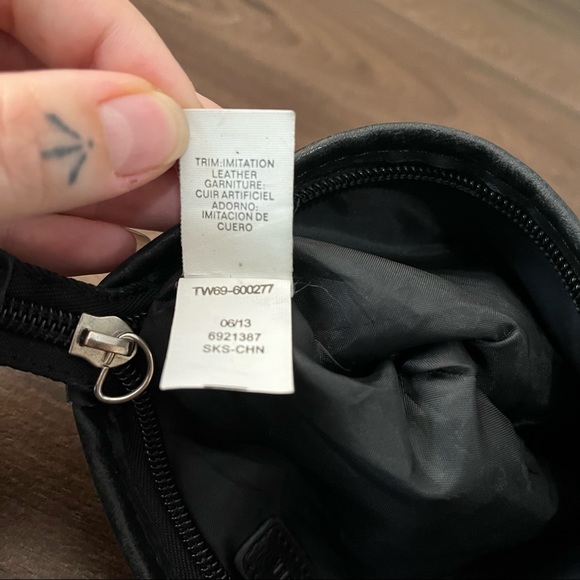 TRIM:IMITATION
LEATHER
GARNITURE:
CUIR ARTIFICIEL
ADORNO:
IMITACION DE
CUERO
TW69-600277
06/13
6921387
SKS-CHN